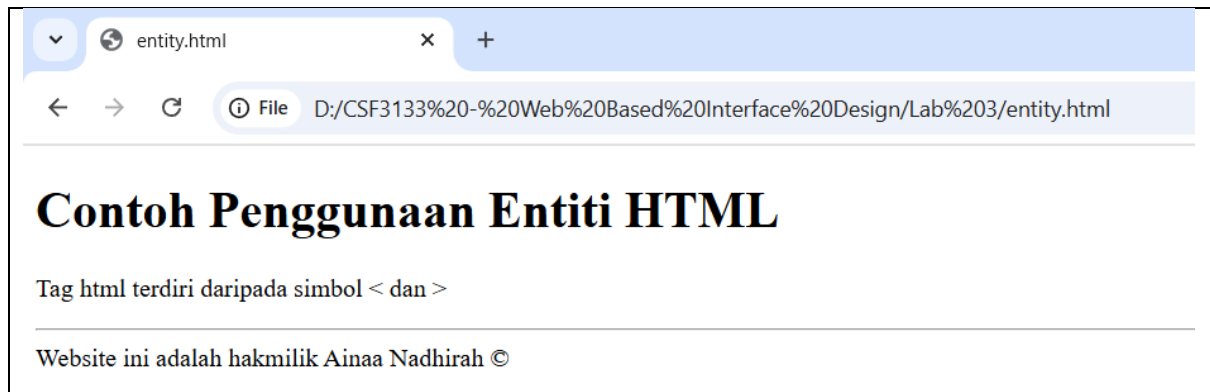 entity.html
File D:/CSF3133%20-%20Web%20Based%20Interface%20Design/Lab%203/entity.html
Contoh Penggunaan Entiti HTML
Tag html terdiri daripada simbol < dan >
Website ini adalah hakmilik Ainaa Nadhirah ©